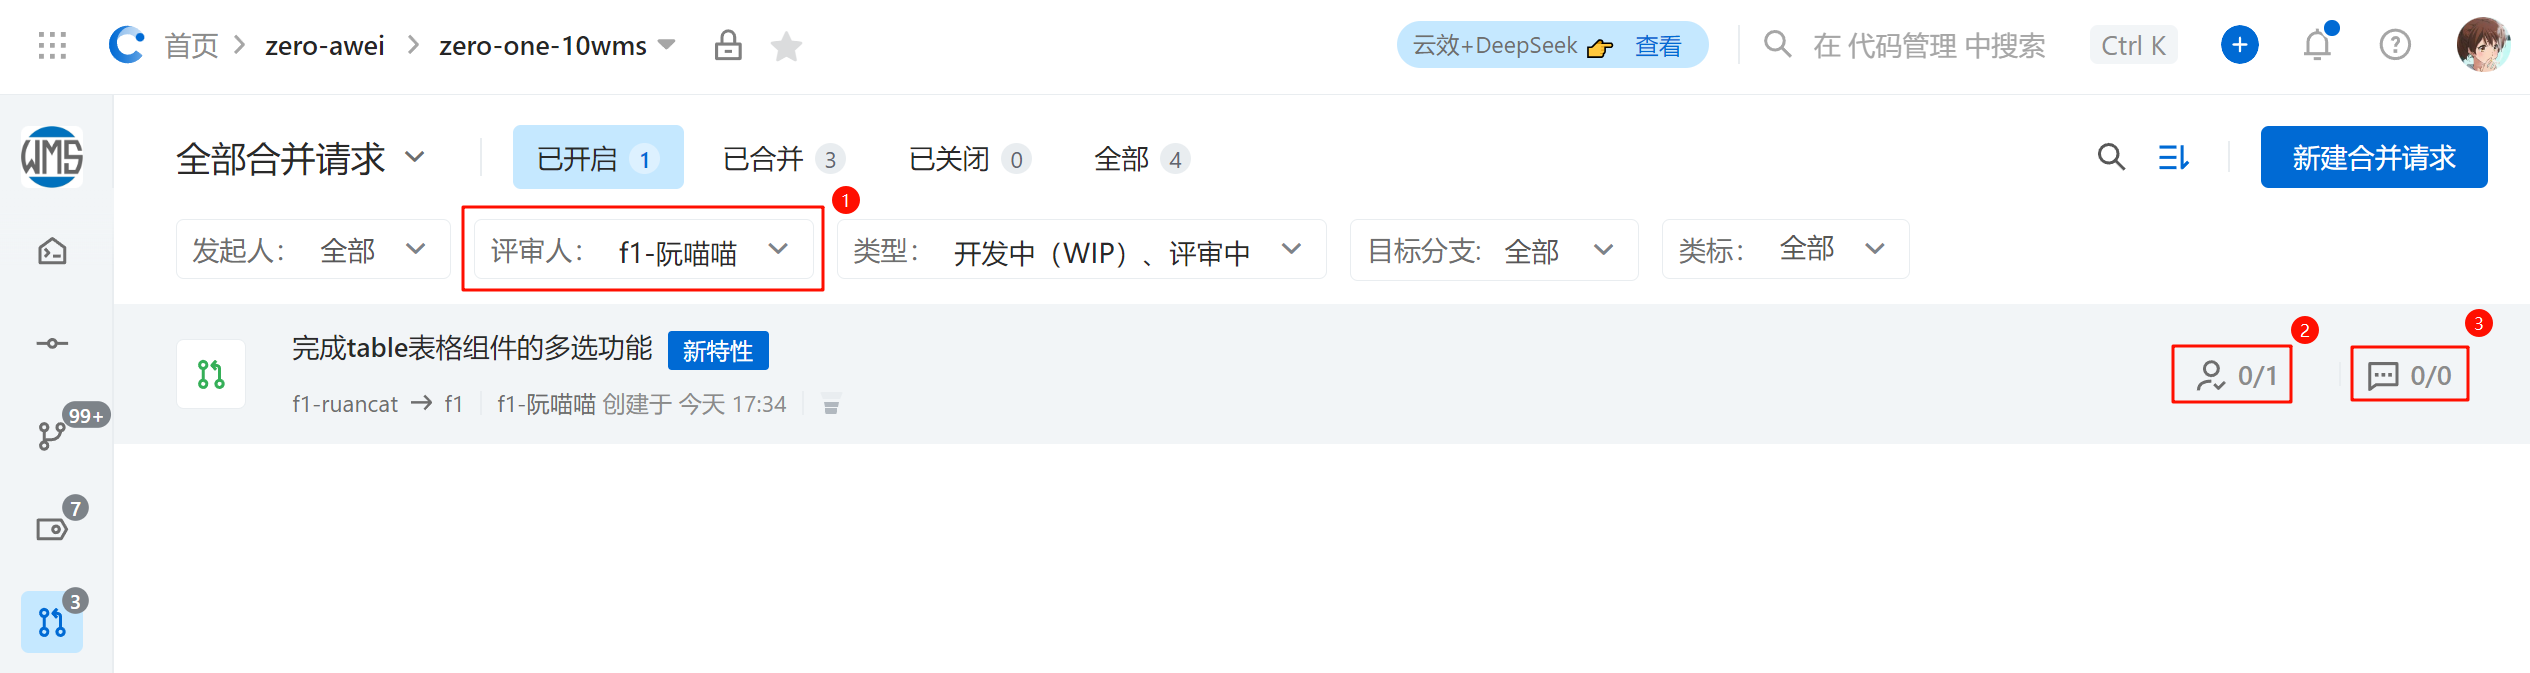 首页 > zero-awei > zero-one-10wms
云效+DeepSeek 👉 查看
在 代码管理 中搜索 Ctrl K
WMS
全部合并请求
已开启 1
已合并 3
已关闭 0
全部 4
新建合并请求
1
发起人： 全部
评审人： f1-阮喵喵
类型： 开发中（WIP）、评审中
目标分支: 全部
类标： 全部
完成table表格组件的多选功能 新特性
f1-ruancat → f1 f1-阮喵喵 创建于 今天 17:34
2
0/1
3
0/0
99+
7
3